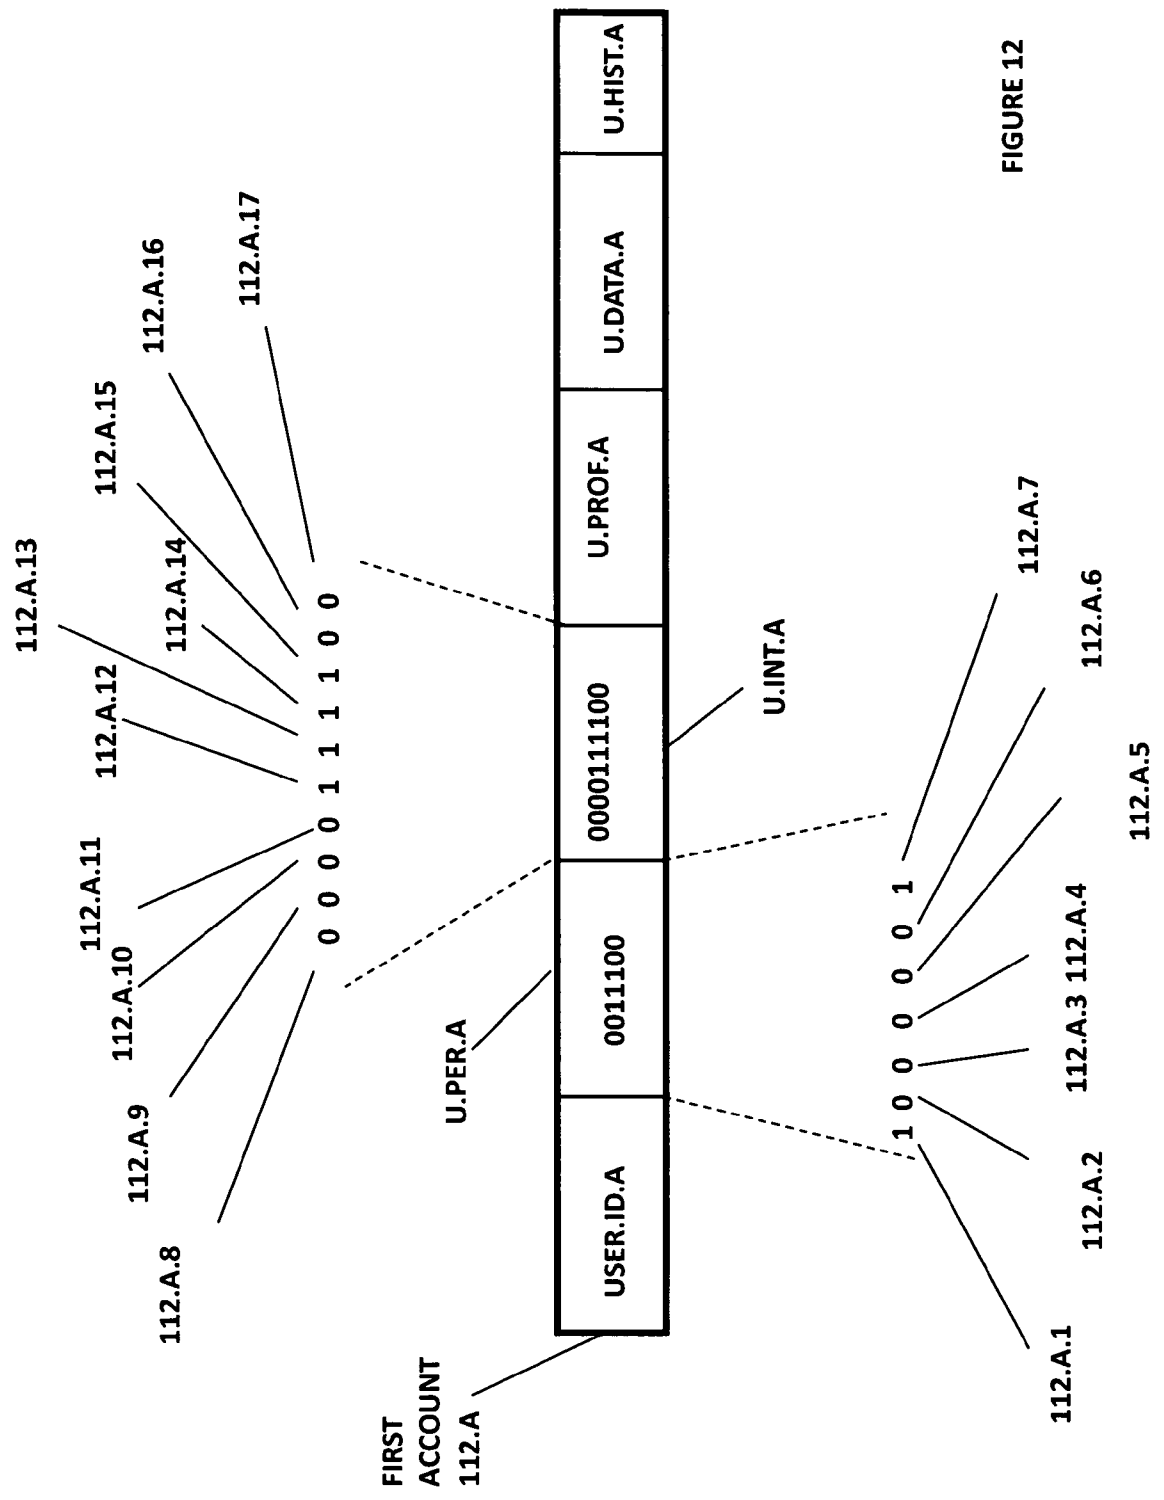 112.A.8
112.A.9
112.A.10
112.A.11
112.A.12
112.A.13
112.A.14
112.A.15
112.A.16
112.A.17
0 0 0 0 1 1 1 1 0 0
FIRST
ACCOUNT
112.A
U.PER.A
USER.ID.A
0011100
0000111100
U.PROF.A
U.DATA.A
U.HIST.A
U.INT.A
1 0 0 0 0 0 1
112.A.1
112.A.2
112.A.3
112.A.4
112.A.5
112.A.6
112.A.7
FIGURE 12